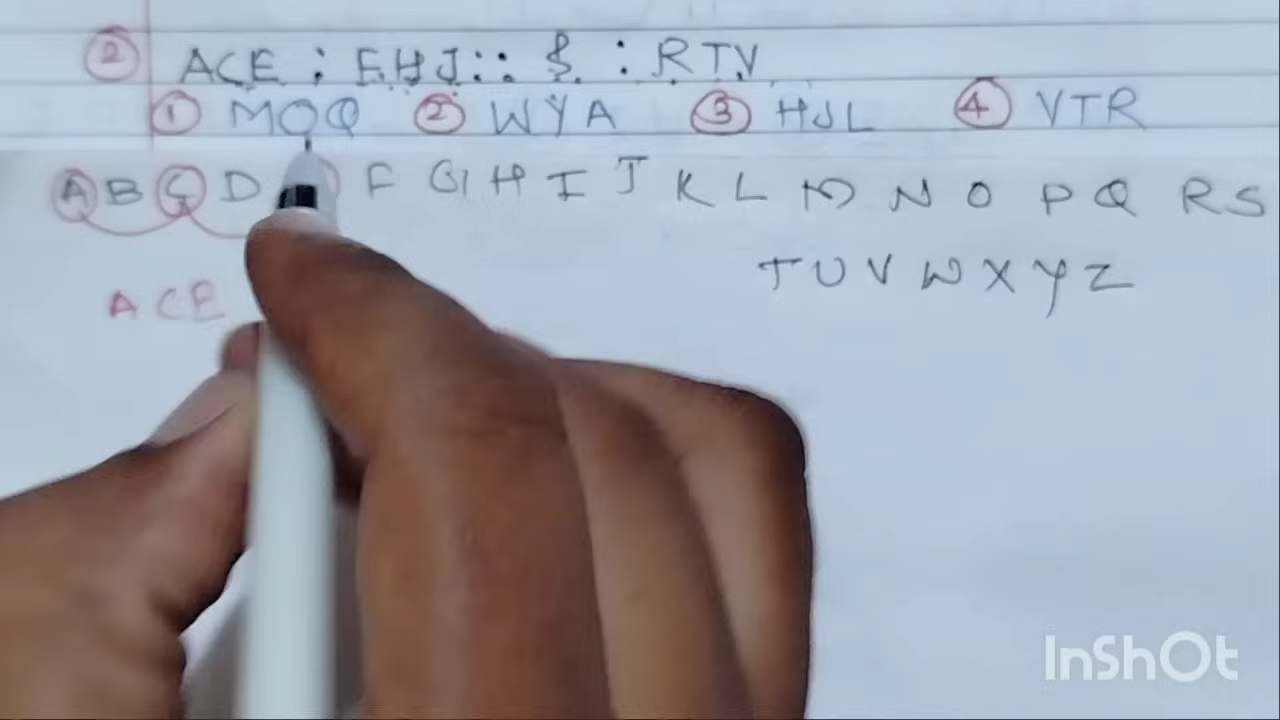 ② ACE : FHJ :: ? : RTV
① MOQ ② WYA ③ HJL ④ VTR
A B C D F G H I J K L M N O P Q R S
T U V W X Y Z
A C E
InShOt